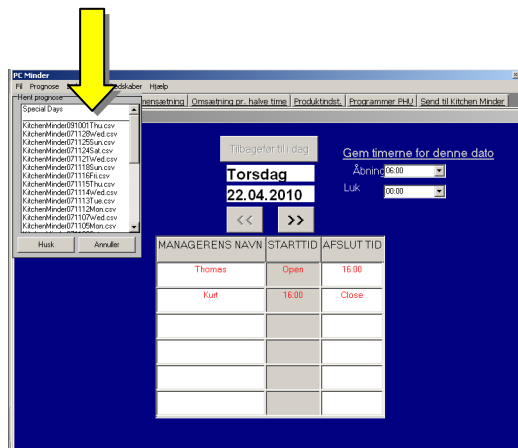 PC Minder
Fil Prognose Hjælp
Hent prognose
Special Days
KitchenMinder091001Thu.csv
KitchenMinder071128Wed.csv
KitchenMinder071125Sun.csv
KitchenMinder071124Sat.csv
KitchenMinder071121Wed.csv
KitchenMinder071118Sun.csv
KitchenMinder071116Fri.csv
KitchenMinder071115Thu.csv
KitchenMinder071114Wed.csv
KitchenMinder071113Tue.csv
KitchenMinder071112Mon.csv
KitchenMinder071107Wed.csv
KitchenMinder071105Mon.csv
Husk Annuller
Omsætning pr. halve time Produktindst. Programmer PHU Send til Kitchen Minder
Tilbagefør til i dag
Torsdag
22.04.2010
<< >>
Gem timerne for denne dato
Åbning 06:00
Luk 00:00
MANAGERENS NAVN STARTTID AFSLUT TID
Thomas Open 16:00
Kurt 16:00 Close